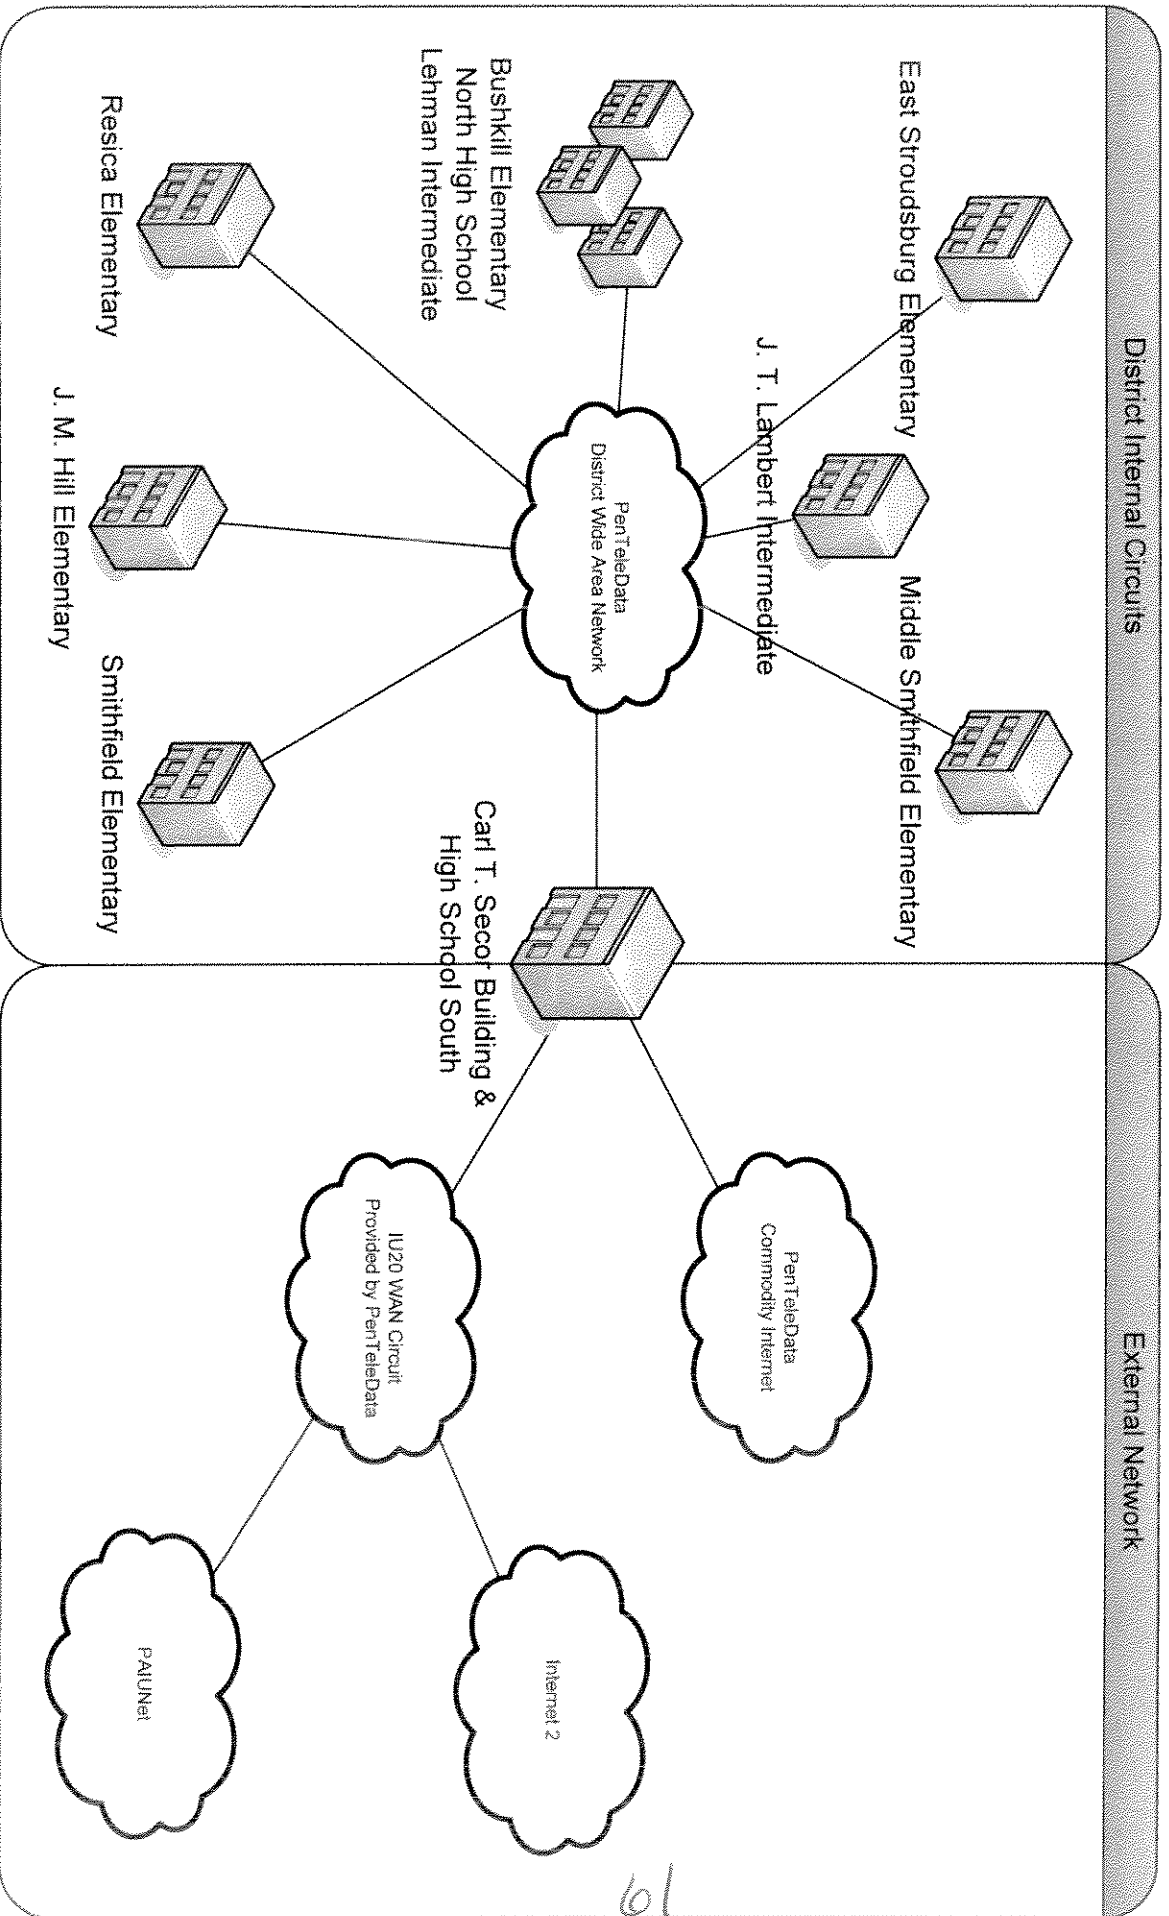 District Internal Circuits
External Network
East Stroudsburg Elementary
Middle Smithfield Elementary
J. T. Lambert Intermediate
Bushkill Elementary
North High School
Lehman Intermediate
PenTeleData
District Wide Area Network
Carl T. Secor Building &
High School South
PenTeleData
Commodity Internet
IU20 WAN Circuit
Provided by PenTeleData
Internet 2
PAIUNet
Resica Elementary
J. M. Hill Elementary
Smithfield Elementary